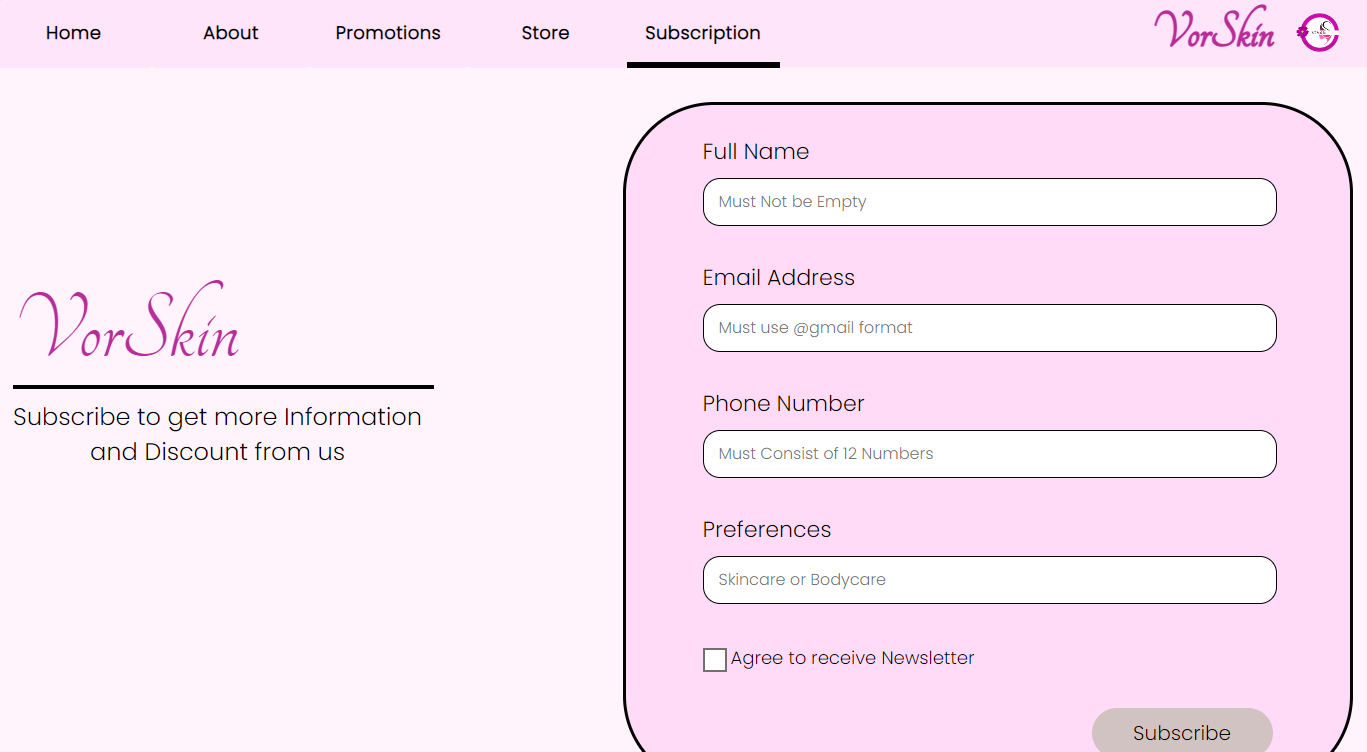 Home About Promotions Store Subscription VorSkin
VorSkin
Subscribe to get more Information
and Discount from us
Full Name
Must Not be Empty
Email Address
Must use @gmail format
Phone Number
Must Consist of 12 Numbers
Preferences
Skincare or Bodycare
Agree to receive Newsletter
Subscribe